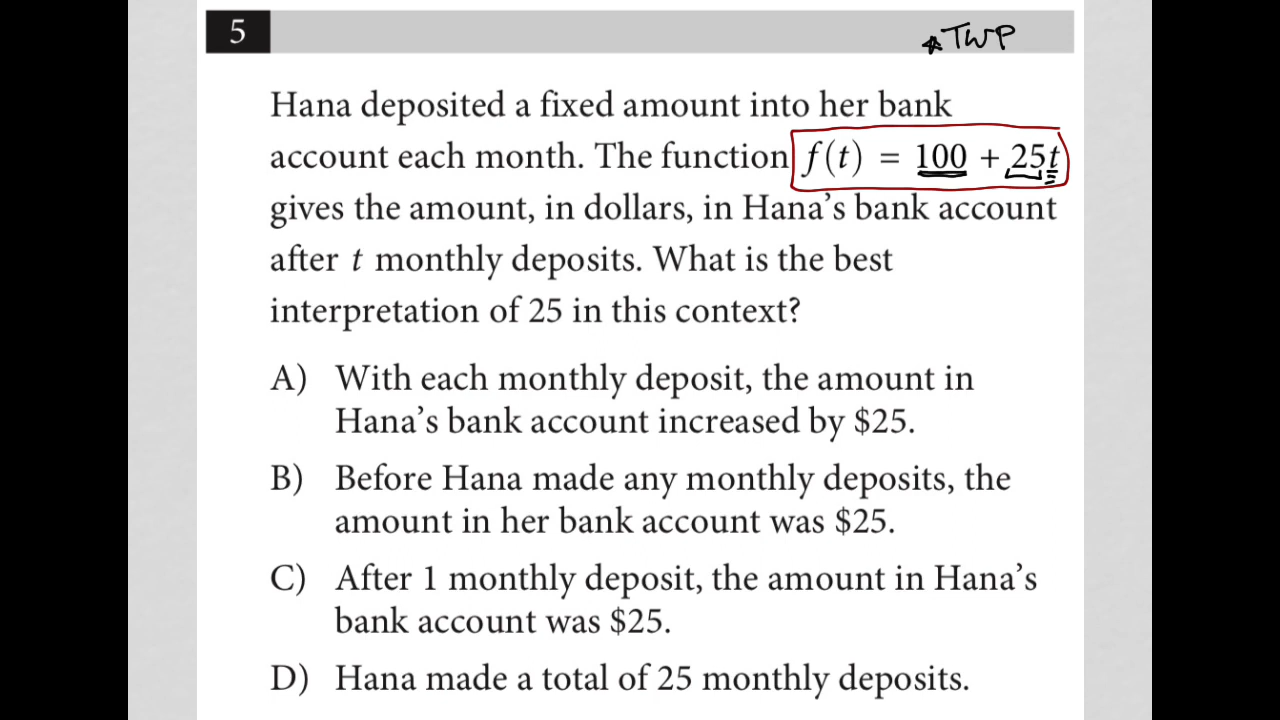 5
*TWP
Hana deposited a fixed amount into her bank
account each month. The function f(t) = 100 + 25t
gives the amount, in dollars, in Hana’s bank account
after t monthly deposits. What is the best
interpretation of 25 in this context?
A) With each monthly deposit, the amount in
Hana’s bank account increased by $25.
B) Before Hana made any monthly deposits, the
amount in her bank account was $25.
C) After 1 monthly deposit, the amount in Hana’s
bank account was $25.
D) Hana made a total of 25 monthly deposits.